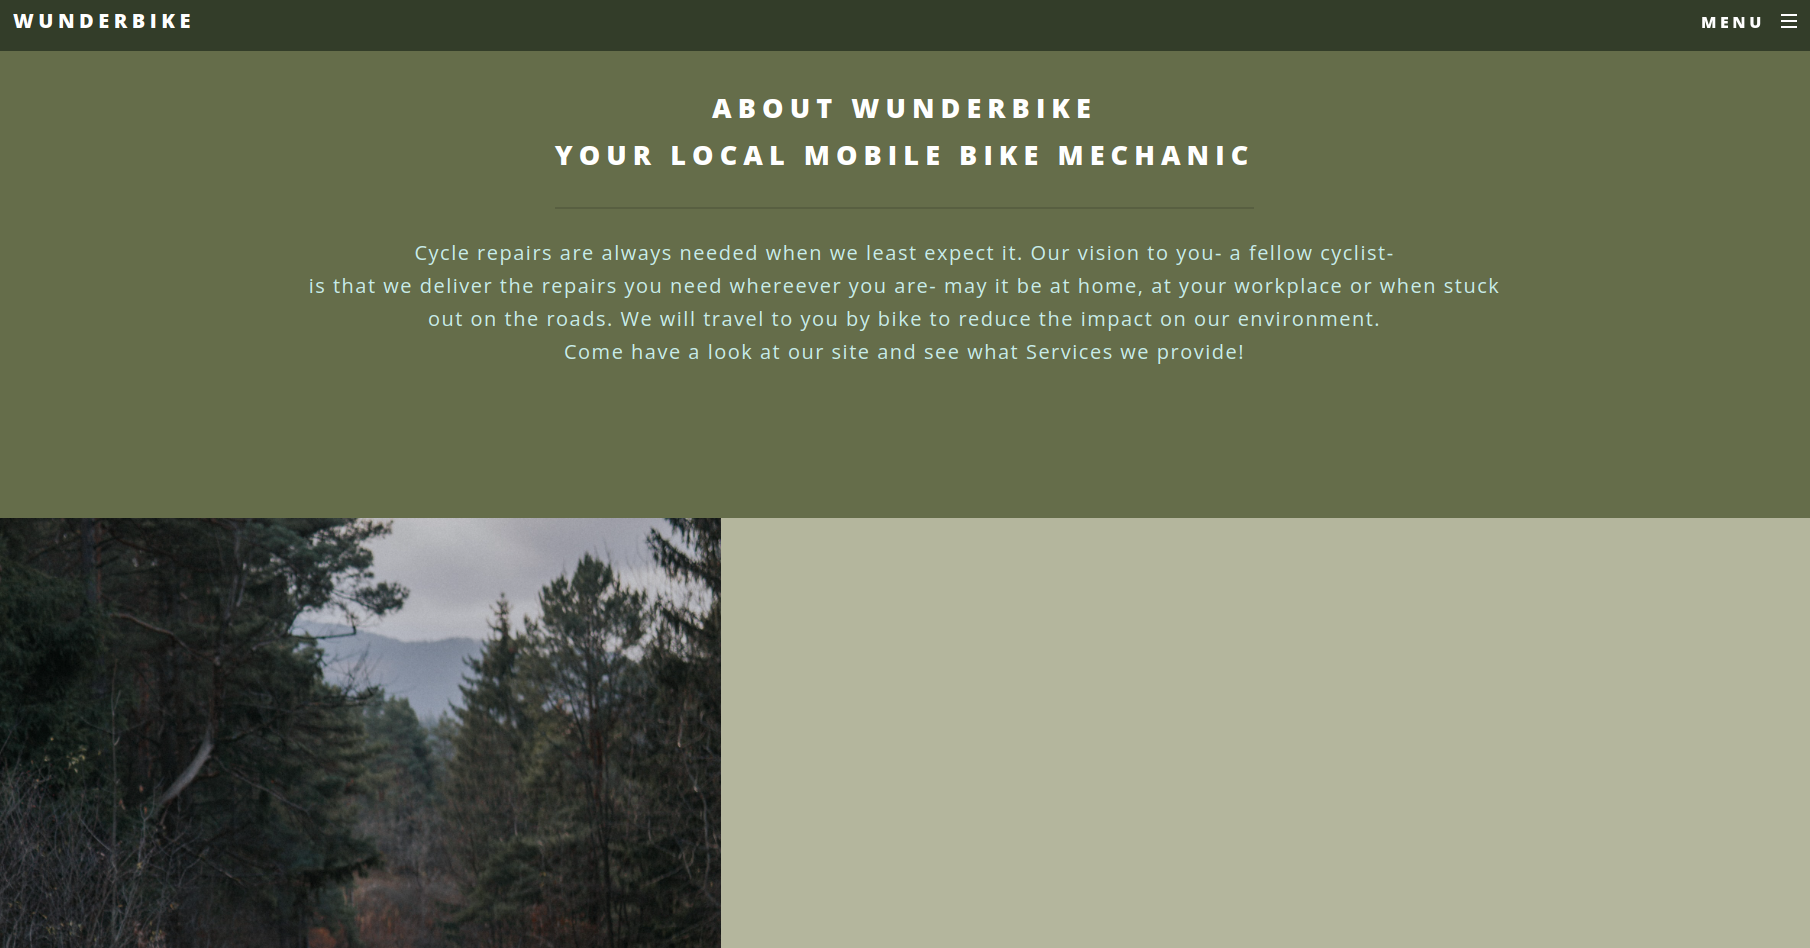 WUNDERBIKE
MENU
ABOUT WUNDERBIKE
YOUR LOCAL MOBILE BIKE MECHANIC
Cycle repairs are always needed when we least expect it. Our vision to you- a fellow cyclist-
is that we deliver the repairs you need whereever you are- may it be at home, at your workplace or when stuck
out on the roads. We will travel to you by bike to reduce the impact on our environment.
Come have a look at our site and see what Services we provide!